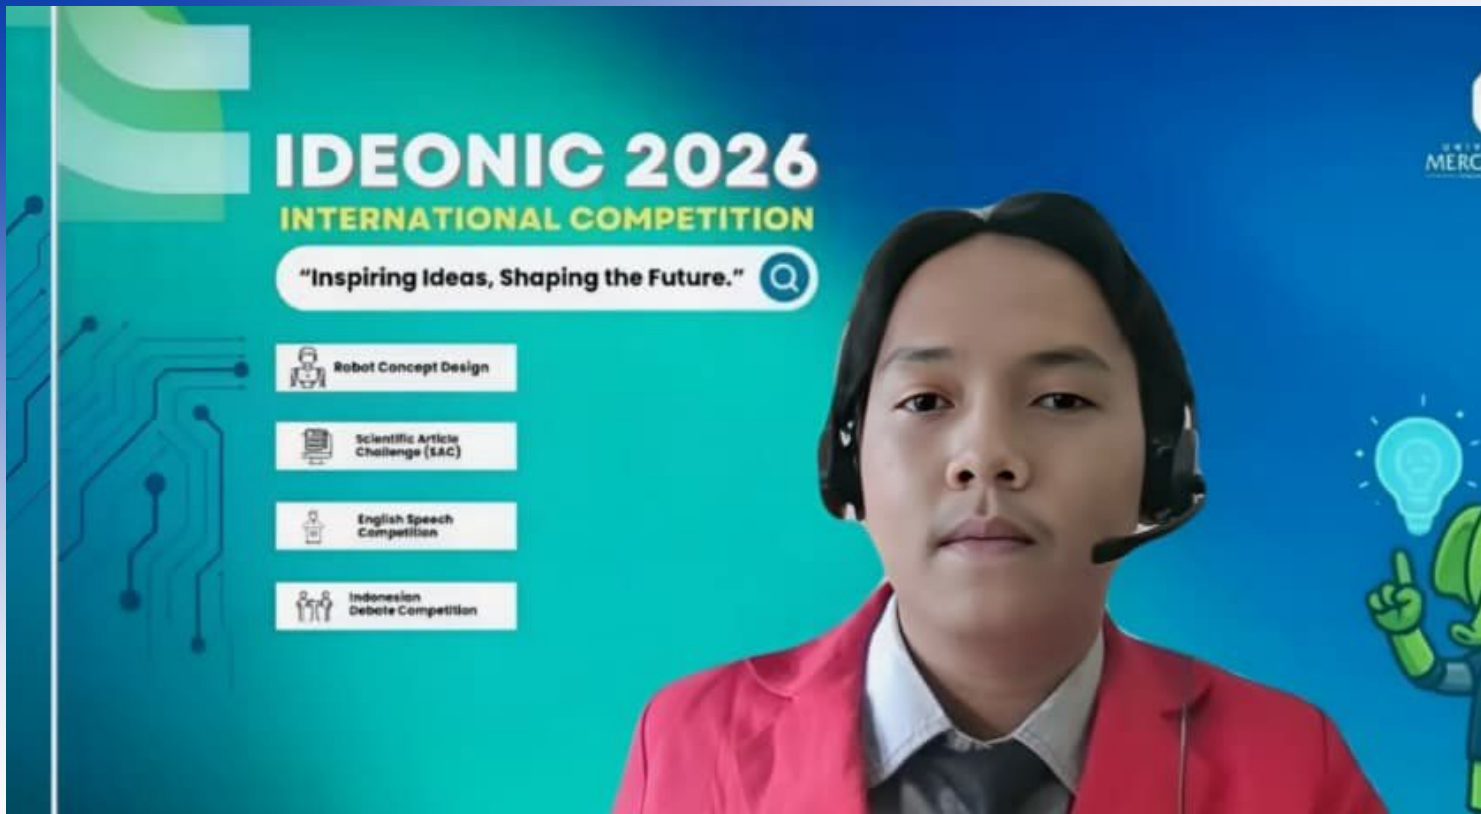 IDEONIC 2026
INTERNATIONAL COMPETITION
“Inspiring Ideas, Shaping the Future.”
Robot Concept Design
Scientific Article
Challenge (SAC)
English Speech
Competition
Indonesian
Debate Competition